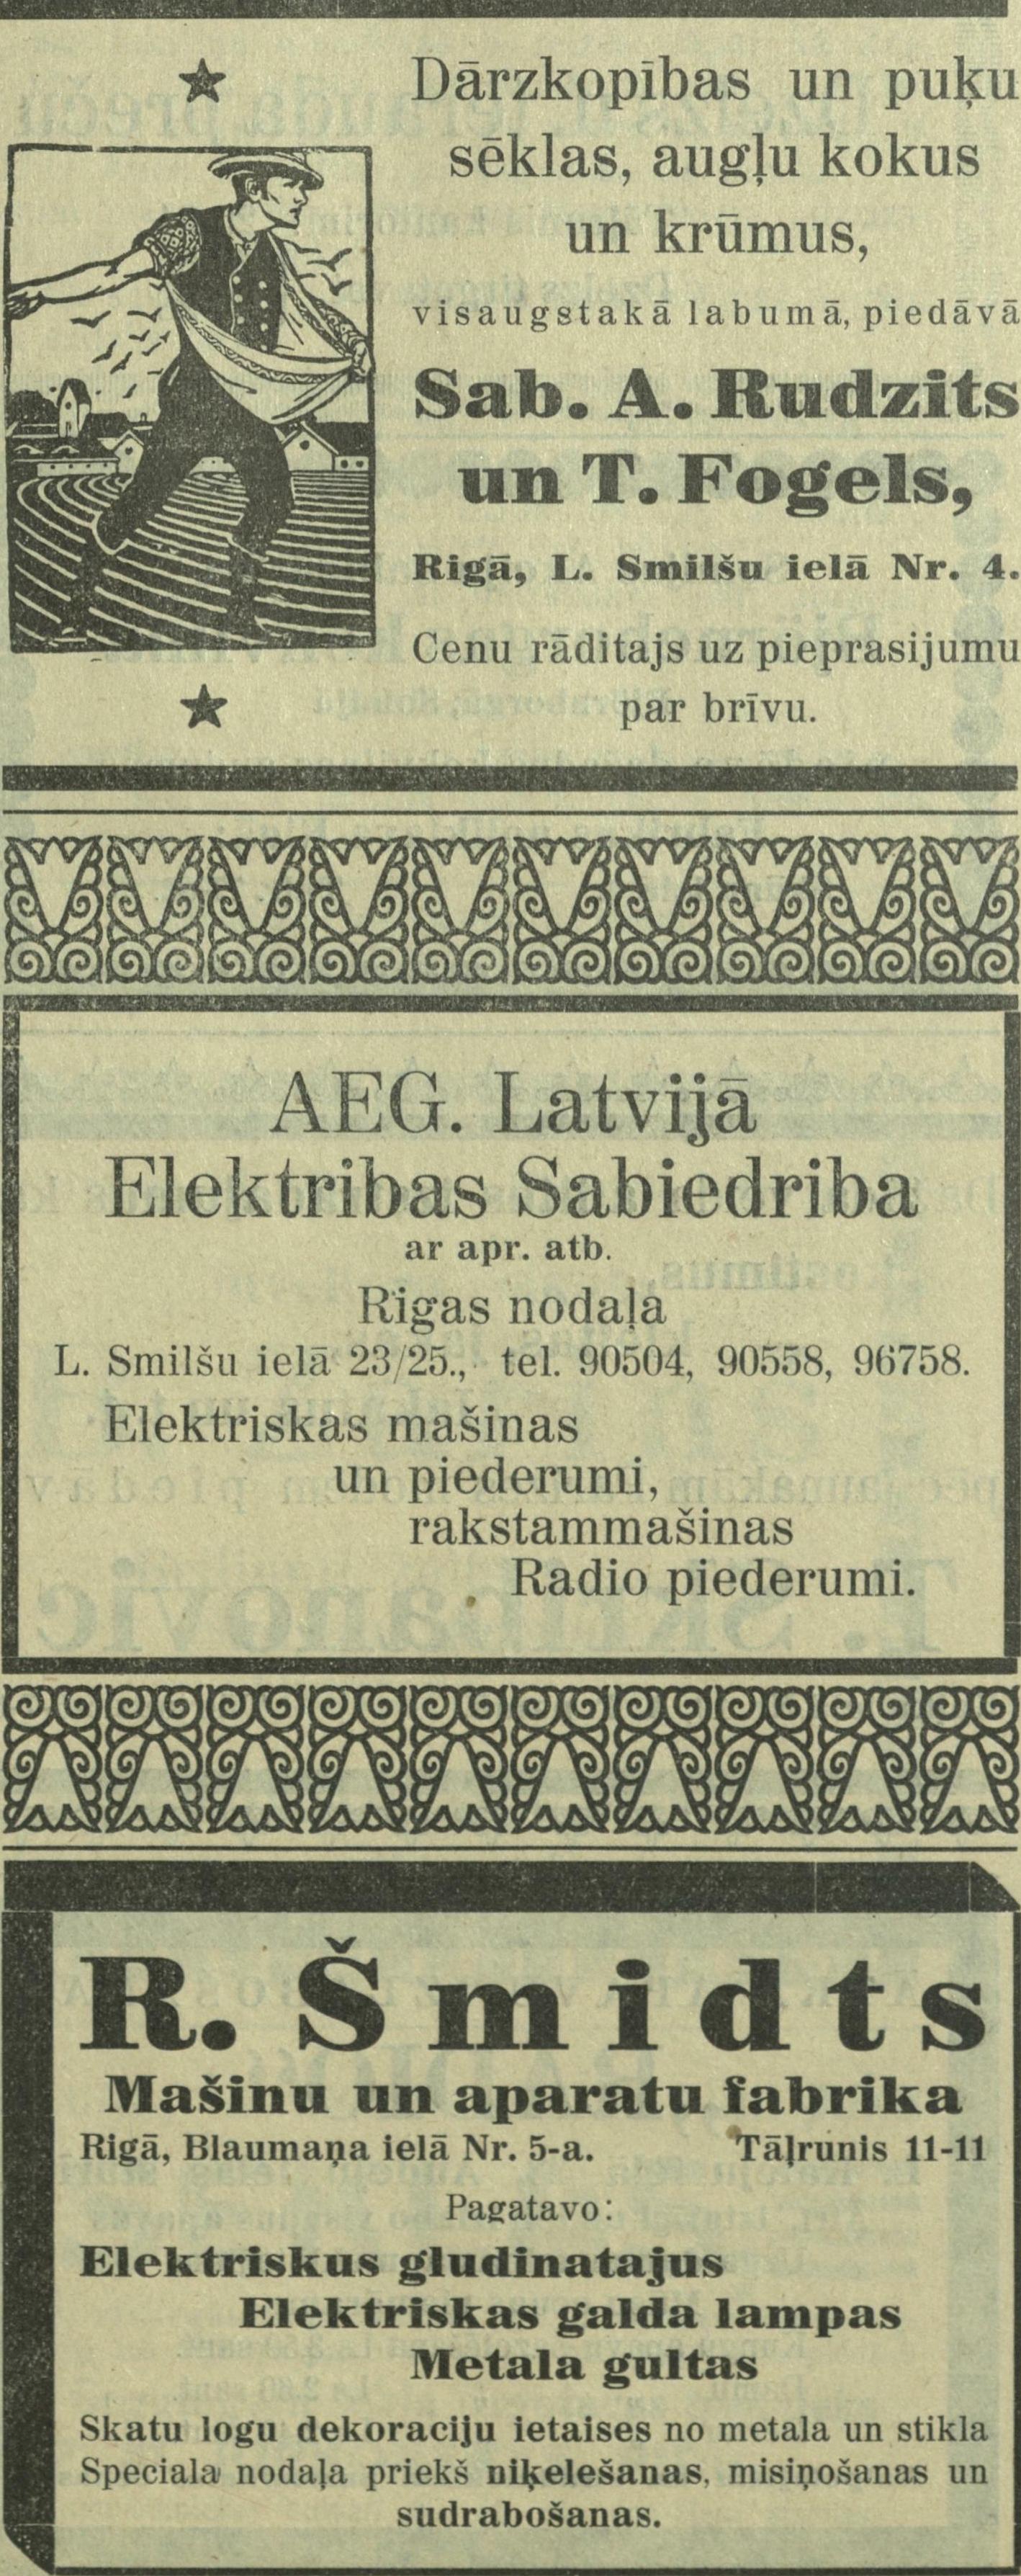 Dārzkopības un puķu
sēklas, augļu kokus
un krūmus,
visaugstakā labumā, piedāvā
Sab. A. Rudzits
un T. Fogels,
Rigā, L. Smilšu ielā Nr. 4.
Cenu rāditajs uz pieprasijumu
par brīvu.
AEG. Latvijā
Elektribas Sabiedriba
ar apr. atb.
Rigas nodaļa
L. Smilšu ielā 23/25., tel. 90504, 90558, 96758.
Elektriskas mašinas
un piederumi,
rakstammašinas
Radio piederumi.
R. Šmidts
Mašinu un aparatu fabrika
Rigā, Blaumaņa ielā Nr. 5-a. Tāļrunis 11-11
Pagatavo:
Elektriskus gludinatajus
Elektriskas galda lampas
Metala gultas
Skatu logu dekoraciju ietaises no metala un stikla
Speciala nodaļa priekš niķelešanas, misiņošanas un
sudrabošanas.